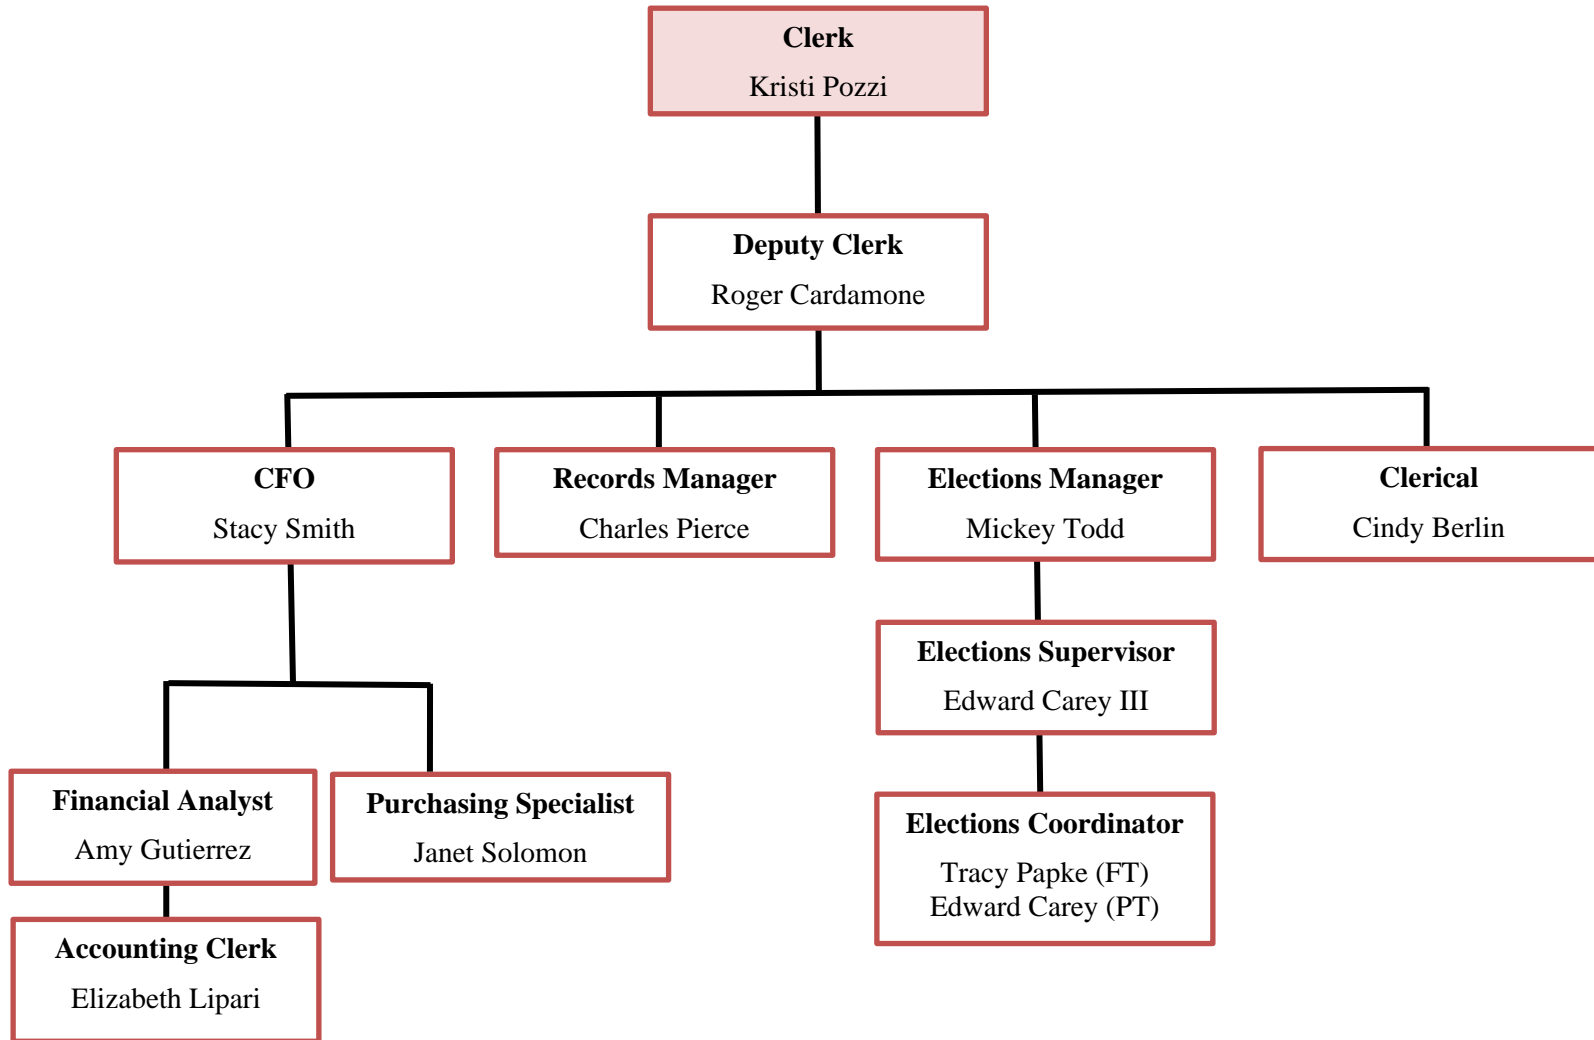 Clerk
Kristi Pozzi
Deputy Clerk
Roger Cardamone
CFO
Stacy Smith
Records Manager
Charles Pierce
Elections Manager
Mickey Todd
Clerical
Cindy Berlin
Elections Supervisor
Edward Carey III
Financial Analyst
Amy Gutierrez
Purchasing Specialist
Janet Solomon
Elections Coordinator
Tracy Papke (FT)
Edward Carey (PT)
Accounting Clerk
Elizabeth Lipari